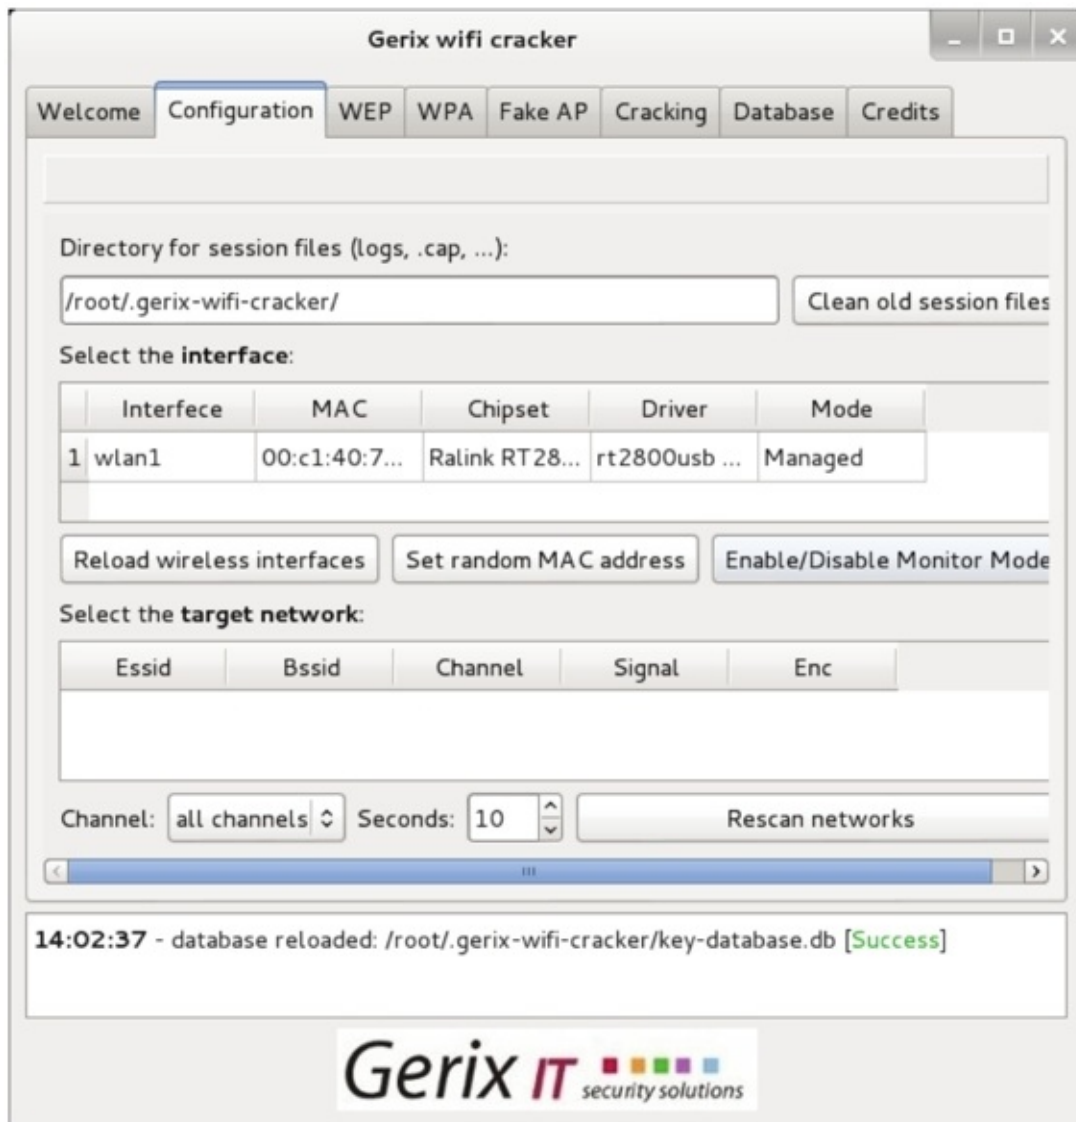 Gerix wifi cracker
Welcome Configuration WEP WPA Fake AP Cracking Database Credits
Directory for session files (logs, .cap, ...):
/root/.gerix-wifi-cracker/ Clean old session files
Select the interface:
Interfece MAC Chipset Driver Mode
1 wlan1 00:c1:40:7... Ralink RT28... rt2800usb ... Managed
Reload wireless interfaces Set random MAC address Enable/Disable Monitor Mode
Select the target network:
Essid Bssid Channel Signal Enc
Channel: all channels Seconds: 10 Rescan networks
14:02:37 - database reloaded: /root/.gerix-wifi-cracker/key-database.db [Success]
Gerix IT security solutions